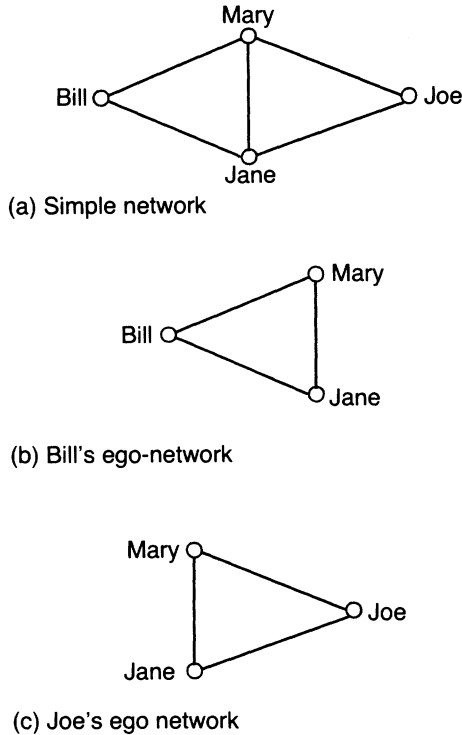 Mary
Bill
Joe
Jane
(a) Simple network
Mary
Bill
Jane
(b) Bill's ego-network
Mary
Joe
Jane
(c) Joe's ego network